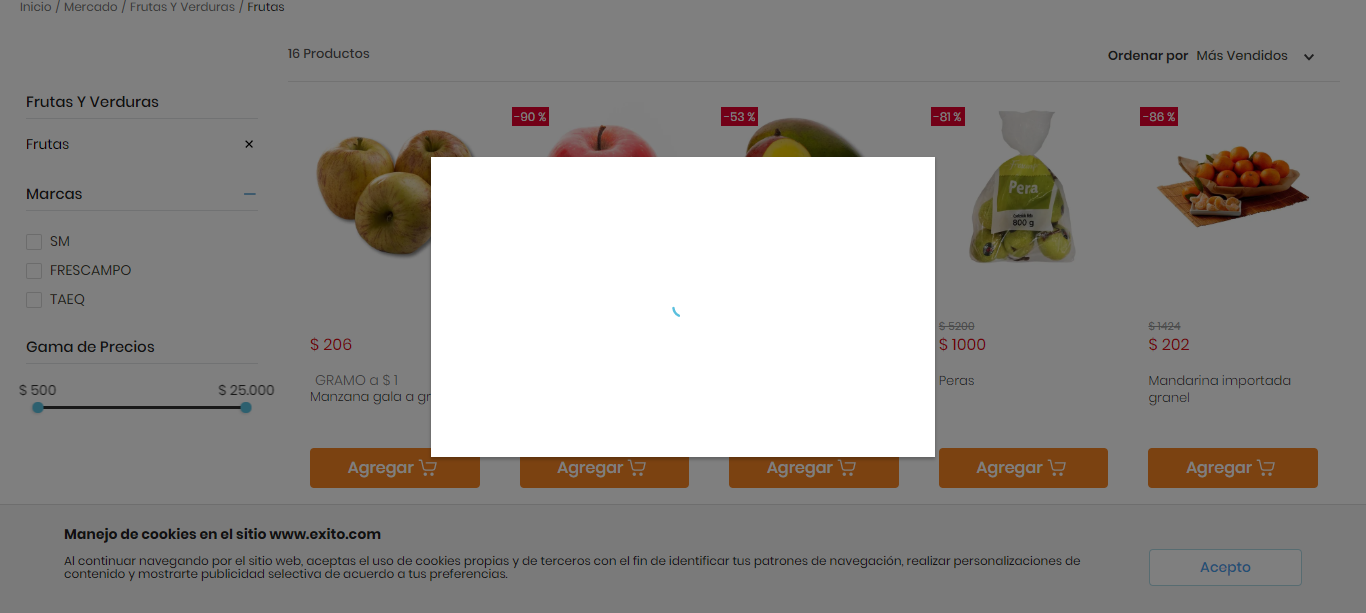 Inicio / Mercado / Frutas Y Verduras / Frutas
16 Productos
Ordenar por Más Vendidos
Frutas Y Verduras
Frutas
Marcas
SM
FRESCAMPO
TAEQ
Gama de Precios
$ 500 $ 25.000
-90 % -53 % -81 % -86 %
Pera
600 g
$ 5200 $ 1424
$ 206 $ 1000 $ 202
GRAMO a $ 1 Peras Mandarina importada
Manzana gala a gr granel
Agregar Agregar Agregar Agregar Agregar
Manejo de cookies en el sitio www.exito.com
Al continuar navegando por el sitio web, aceptas el uso de cookies propias y de terceros con el fin de identificar tus patrones de navegación, realizar personalizaciones de
contenido y mostrarte publicidad selectiva de acuerdo a tus preferencias.
Acepto